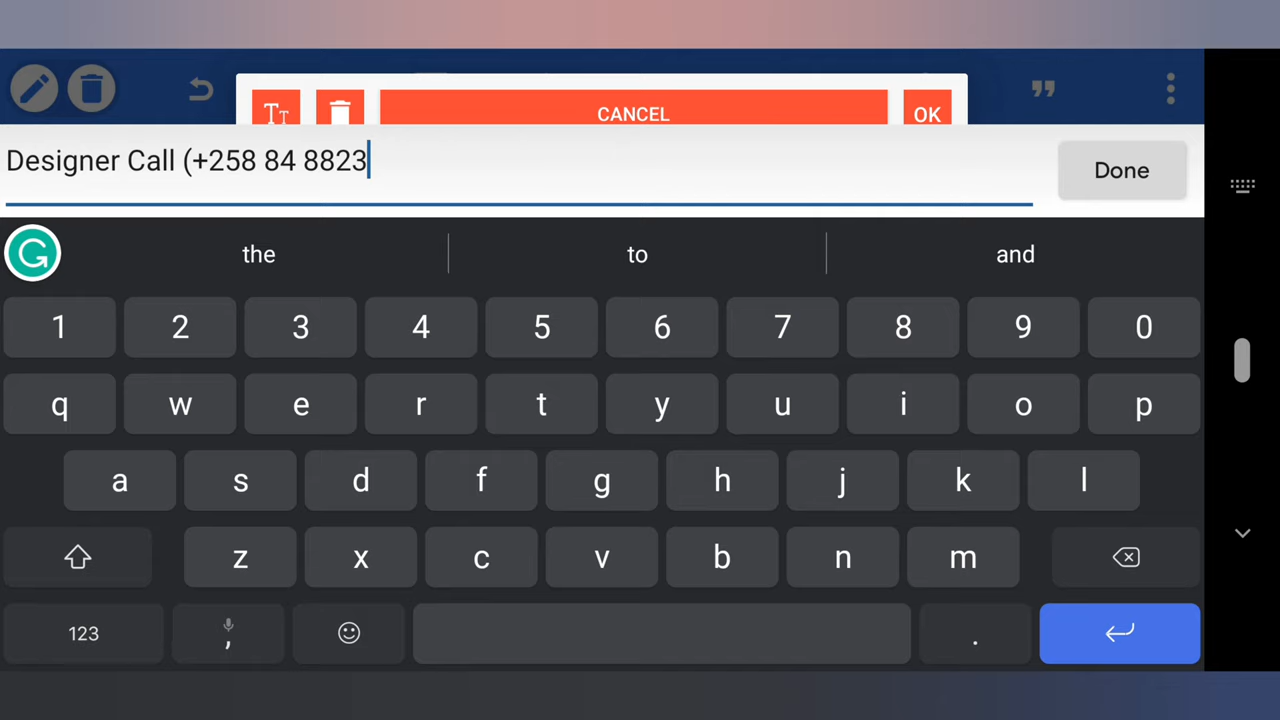 Tт
CANCEL
OK
Designer Call (+258 84 8823
Done
the to and
1 2 3 4 5 6 7 8 9 0
q w e r t y u i o p
a s d f g h j k l
z x c v b n m
123 , .